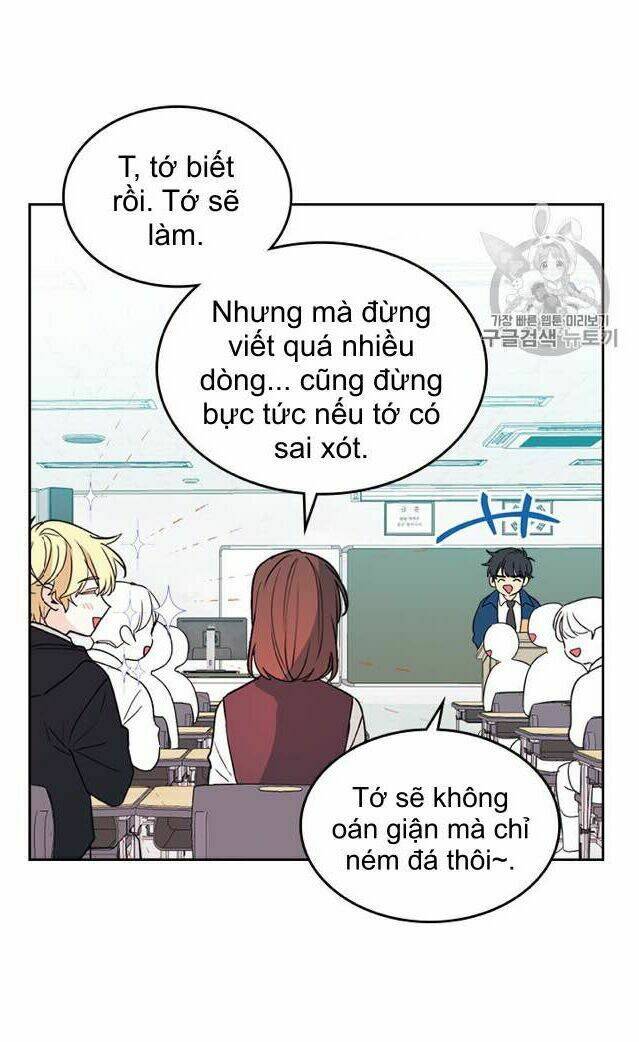 T, tớ biết
rồi. Tớ sẽ
làm.
Nhưng mà đừng
viết quá nhiều
dòng... cũng đừng
bực tức nếu tớ có
sai xót.
가장 빠른 웹툰 미리보기
구글검색 뉴토끼
Tớ sẽ không
oán giận mà chỉ
ném đá thôi~.